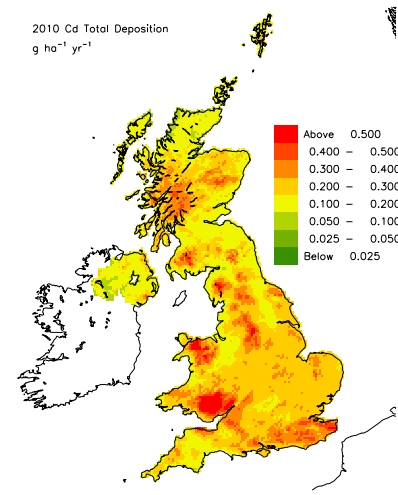 2010 Cd Total Deposition
g ha⁻¹ yr⁻¹
Above 0.500
0.400 – 0.500
0.300 – 0.400
0.200 – 0.300
0.100 – 0.200
0.050 – 0.100
0.025 – 0.050
Below 0.025